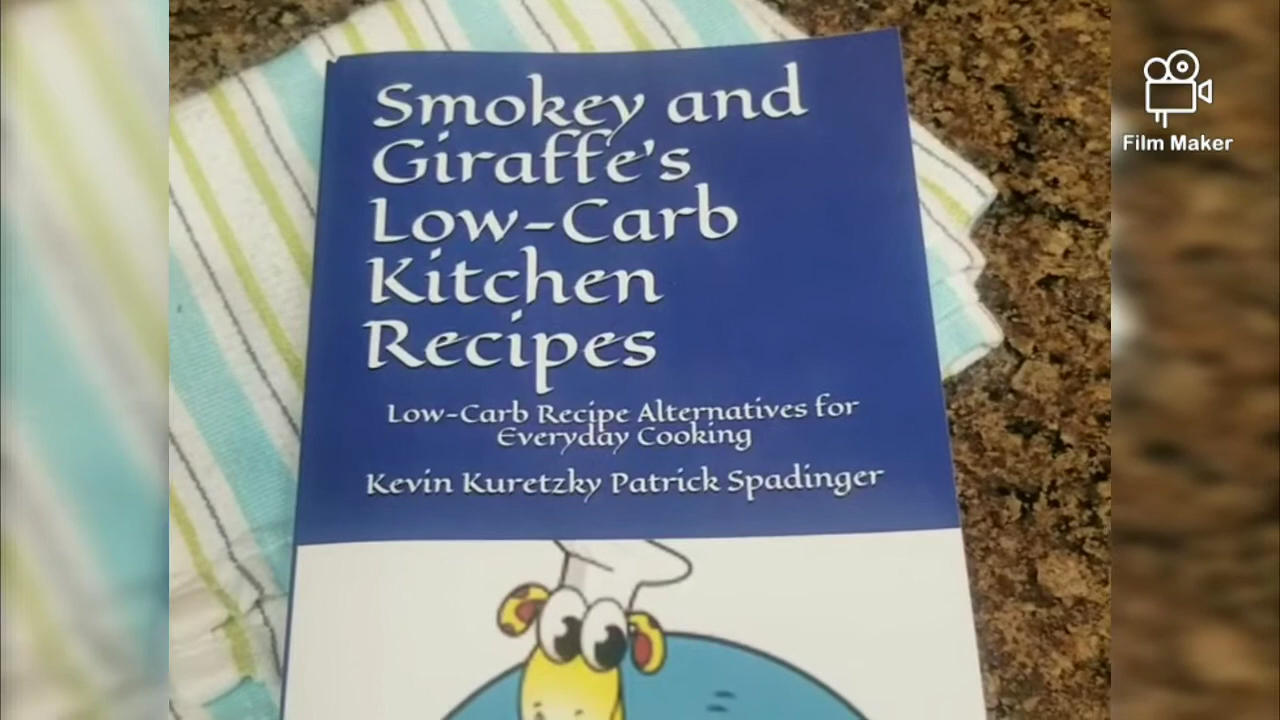 Smokey and
Giraffe's
Low-Carb
Kitchen
Recipes
Low-Carb Recipe Alternatives for
Everyday Cooking
Kevin Kuretzky Patrick Spadinger
Film Maker